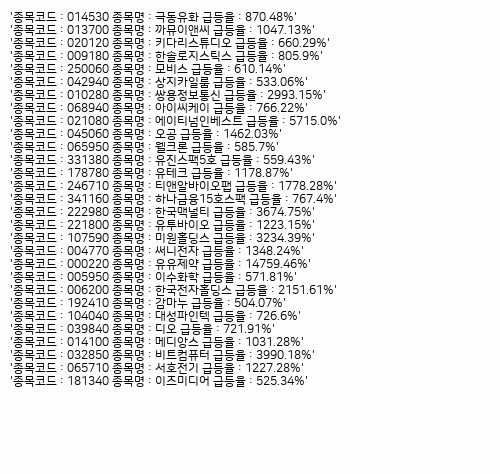 '종목코드 : 014530 종목명 : 극동유화 급등율 : 870.48%'
'종목코드 : 013700 종목명 : 까뮤이앤씨 급등율 : 1047.13%'
'종목코드 : 020120 종목명 : 키다리스튜디오 급등율 : 660.29%'
'종목코드 : 009180 종목명 : 한솔로지스틱스 급등율 : 805.9%'
'종목코드 : 250060 종목명 : 모비스 급등율 : 610.14%'
'종목코드 : 042940 종목명 : 상지카일룸 급등율 : 533.06%'
'종목코드 : 010280 종목명 : 쌍용정보통신 급등율 : 2993.15%'
'종목코드 : 068940 종목명 : 아이씨케이 급등율 : 766.22%'
'종목코드 : 021080 종목명 : 에이티넘인베스트 급등율 : 5715.0%'
'종목코드 : 045060 종목명 : 오공 급등율 : 1462.03%'
'종목코드 : 065950 종목명 : 웰크론 급등율 : 585.7%'
'종목코드 : 331380 종목명 : 유진스팩5호 급등율 : 559.43%'
'종목코드 : 178780 종목명 : 유테크 급등율 : 1178.87%'
'종목코드 : 246710 종목명 : 티앤알바이오팹 급등율 : 1778.28%'
'종목코드 : 341160 종목명 : 하나금융15호스팩 급등율 : 767.4%'
'종목코드 : 222980 종목명 : 한국맥널티 급등율 : 3674.75%'
'종목코드 : 221800 종목명 : 유투바이오 급등율 : 1223.15%'
'종목코드 : 107590 종목명 : 미원홀딩스 급등율 : 3234.39%'
'종목코드 : 004770 종목명 : 써니전자 급등율 : 1348.24%'
'종목코드 : 000220 종목명 : 유유제약 급등율 : 14759.46%'
'종목코드 : 005950 종목명 : 이수화학 급등율 : 571.81%'
'종목코드 : 006200 종목명 : 한국전자홀딩스 급등율 : 2151.61%'
'종목코드 : 192410 종목명 : 감마누 급등율 : 504.07%'
'종목코드 : 104040 종목명 : 대성파인텍 급등율 : 726.6%'
'종목코드 : 039840 종목명 : 디오 급등율 : 721.91%'
'종목코드 : 014100 종목명 : 메디앙스 급등율 : 1031.28%'
'종목코드 : 032850 종목명 : 비트컴퓨터 급등율 : 3990.18%'
'종목코드 : 065710 종목명 : 서호전기 급등율 : 1227.28%'
'종목코드 : 181340 종목명 : 이즈미디어 급등율 : 525.34%'